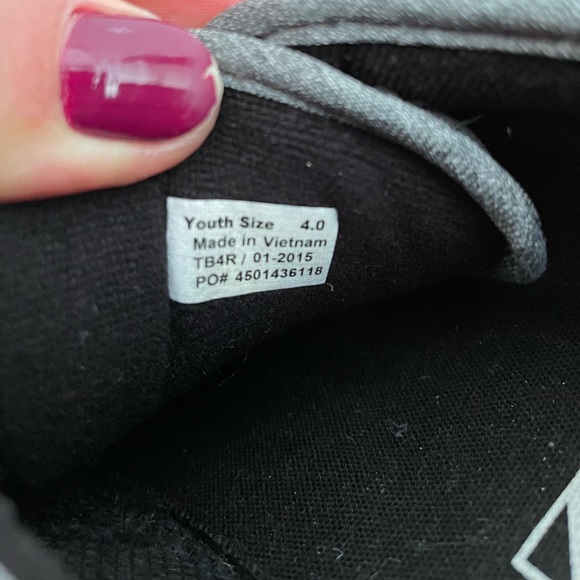 Youth Size 4.0
Made in Vietnam
TB4R / 01-2015
PO# 4501436118